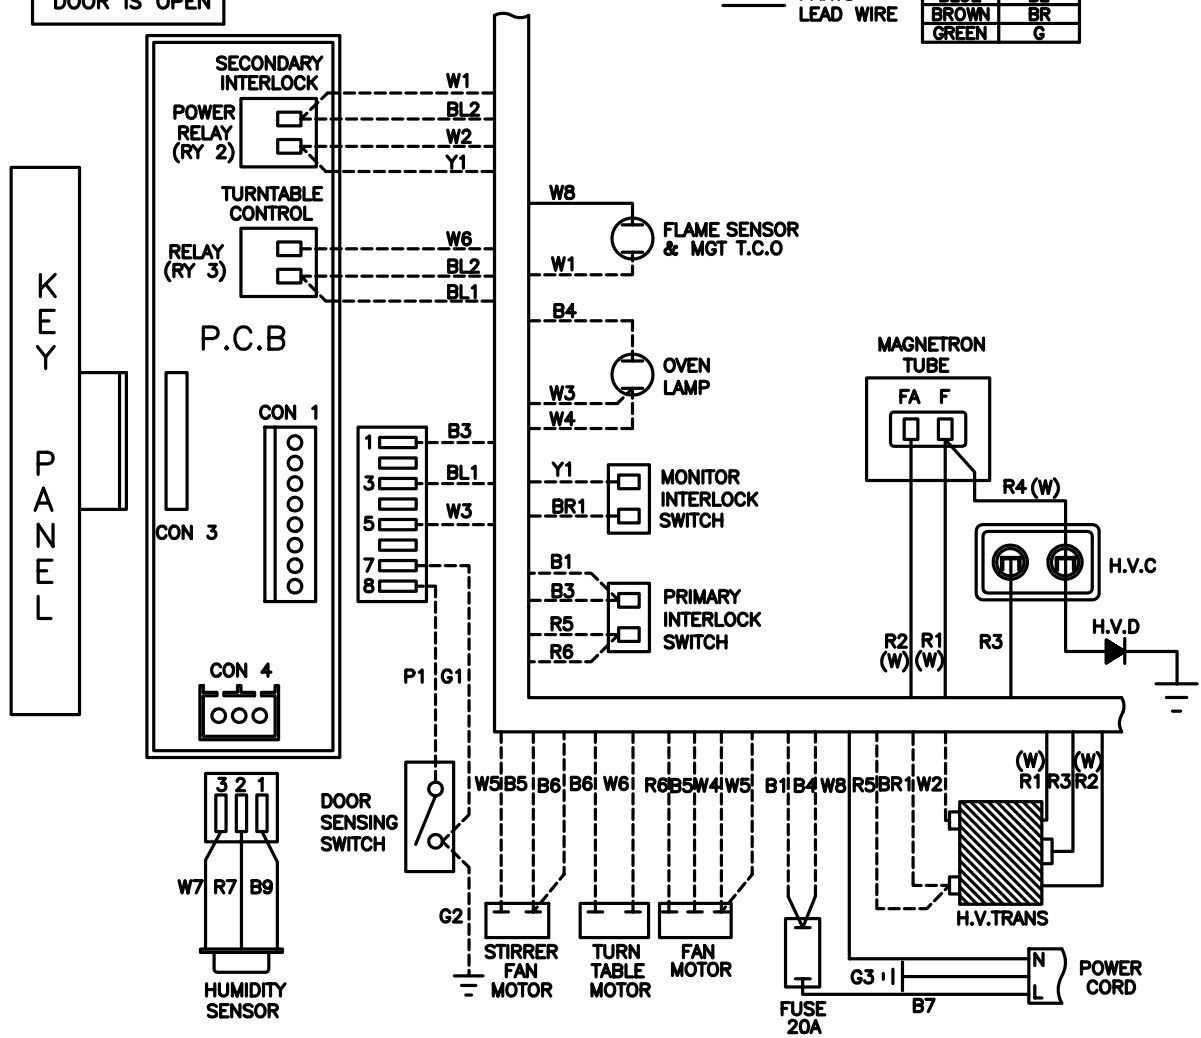 DOOR IS OPEN
LEAD WIRE
BROWN BR
GREEN G
SECONDARY
INTERLOCK
POWER
RELAY
(RY 2)
W1
BL2
W2
Y1
TURNTABLE
CONTROL
RELAY
(RY 3)
W6
BL2
BL1
P.C.B
KEY PANEL
CON 3
CON 1
1
3
5
7
8
B3
BL1
W3
P1
G1
CON 4
3 2 1
W7 R7 B9
HUMIDITY
SENSOR
DOOR
SENSING
SWITCH
G2
W8
W1
FLAME SENSOR
& MGT T.C.O
B4
W3
W4
OVEN
LAMP
Y1
BR1
MONITOR
INTERLOCK
SWITCH
B1
B3
R5
R6
PRIMARY
INTERLOCK
SWITCH
MAGNETRON
TUBE
FA F
R4(W)
H.V.C
R2
(W)
R1
(W)
R3
H.V.D
W5 B5 B6 B6 W6 R6 B5 W4 W5 B1 B4 W8 R5 BR1 W2
(W)
R1 R3
(W)
R2
H.V.TRANS
STIRRER
FAN
MOTOR
TURN
TABLE
MOTOR
FAN
MOTOR
FUSE
20A
G3
B7
N
L
POWER
CORD